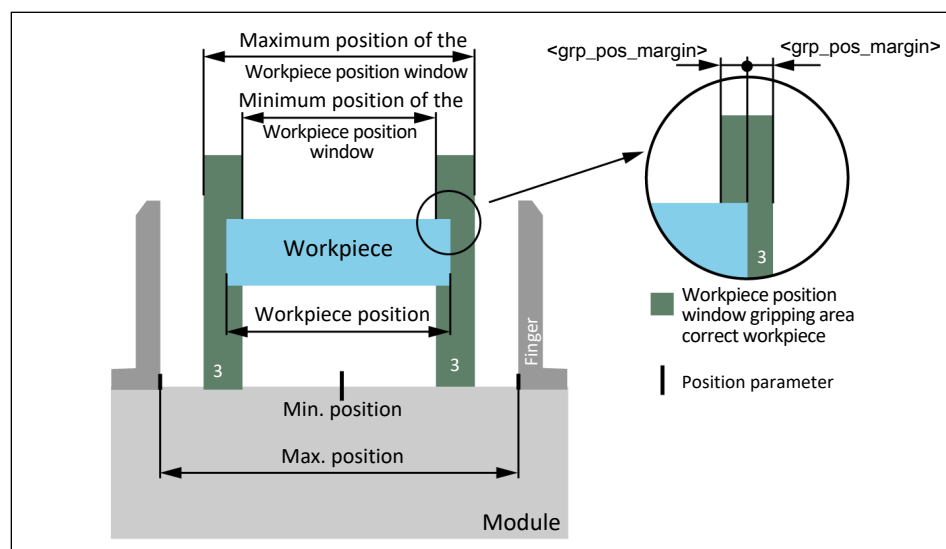 Maximum position of the
Workpiece position window
Minimum position of the
Workpiece position
window
<grp_pos_margin>
<grp_pos_margin>
Workpiece
Workpiece position
Finger
3
3
3
Workpiece position
window gripping area
correct workpiece
Position parameter
Min. position
Max. position
Module